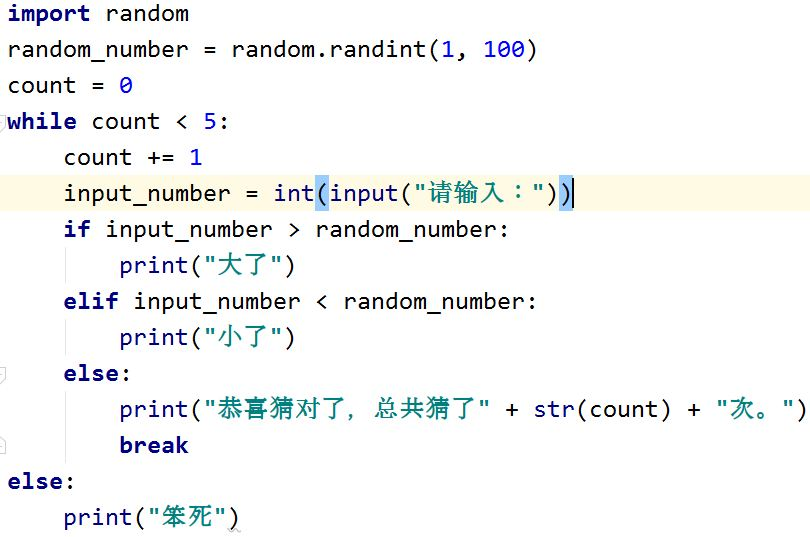 import random
random_number = random.randint(1, 100)
count = 0
while count < 5:
    count += 1
    input_number = int(input("请输入："))
    if input_number > random_number:
        print("大了")
    elif input_number < random_number:
        print("小了")
    else:
        print("恭喜猜对了, 总共猜了" + str(count) + "次。")
        break
else:
    print("笨死")